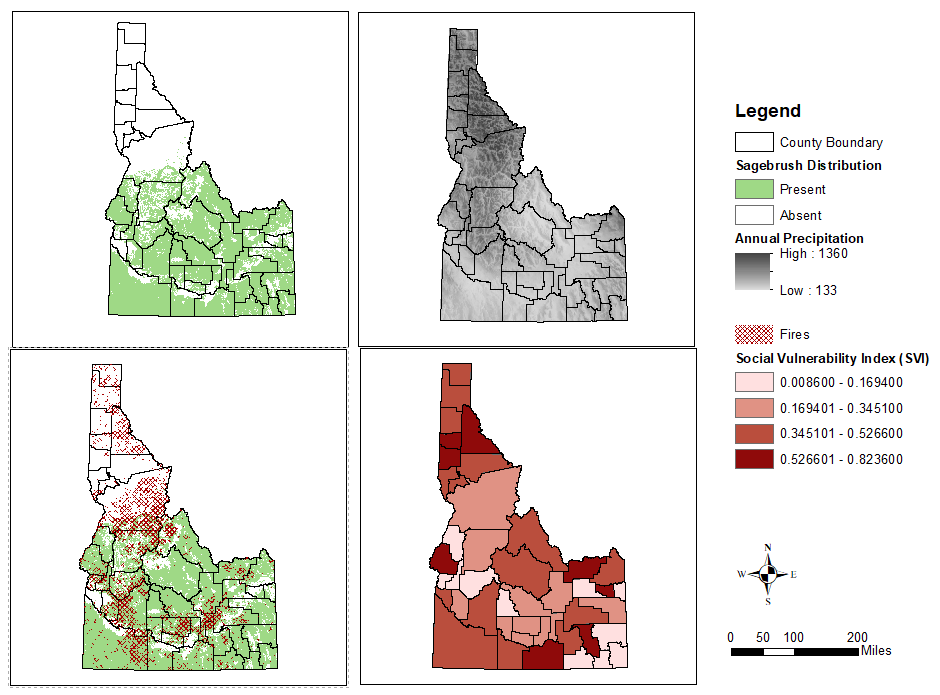 Legend
County Boundary
Sagebrush Distribution
Present
Absent
Annual Precipitation
High : 1360
Low : 133
Fires
Social Vulnerability Index (SVI)
0.008600 - 0.169400
0.169401 - 0.345100
0.345101 - 0.526600
0.526601 - 0.823600
N
W E
S
0 50 100 200
Miles